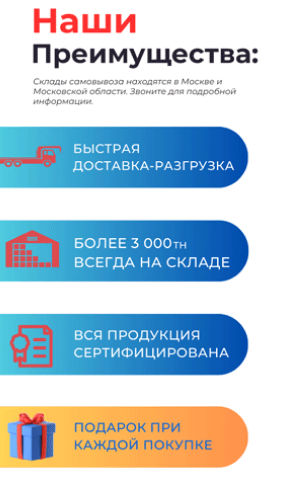 Наши
Преимущества:
Склады самовывоза находятся в Москве и
Московской области. Звоните для подробной
информации.
БЫСТРАЯ
ДОСТАВКА-РАЗГРУЗКА
БОЛЕЕ 3 000тн
ВСЕГДА НА СКЛАДЕ
ВСЯ ПРОДУКЦИЯ
СЕРТИФИЦИРОВАНА
ПОДАРОК ПРИ
КАЖДОЙ ПОКУПКЕ